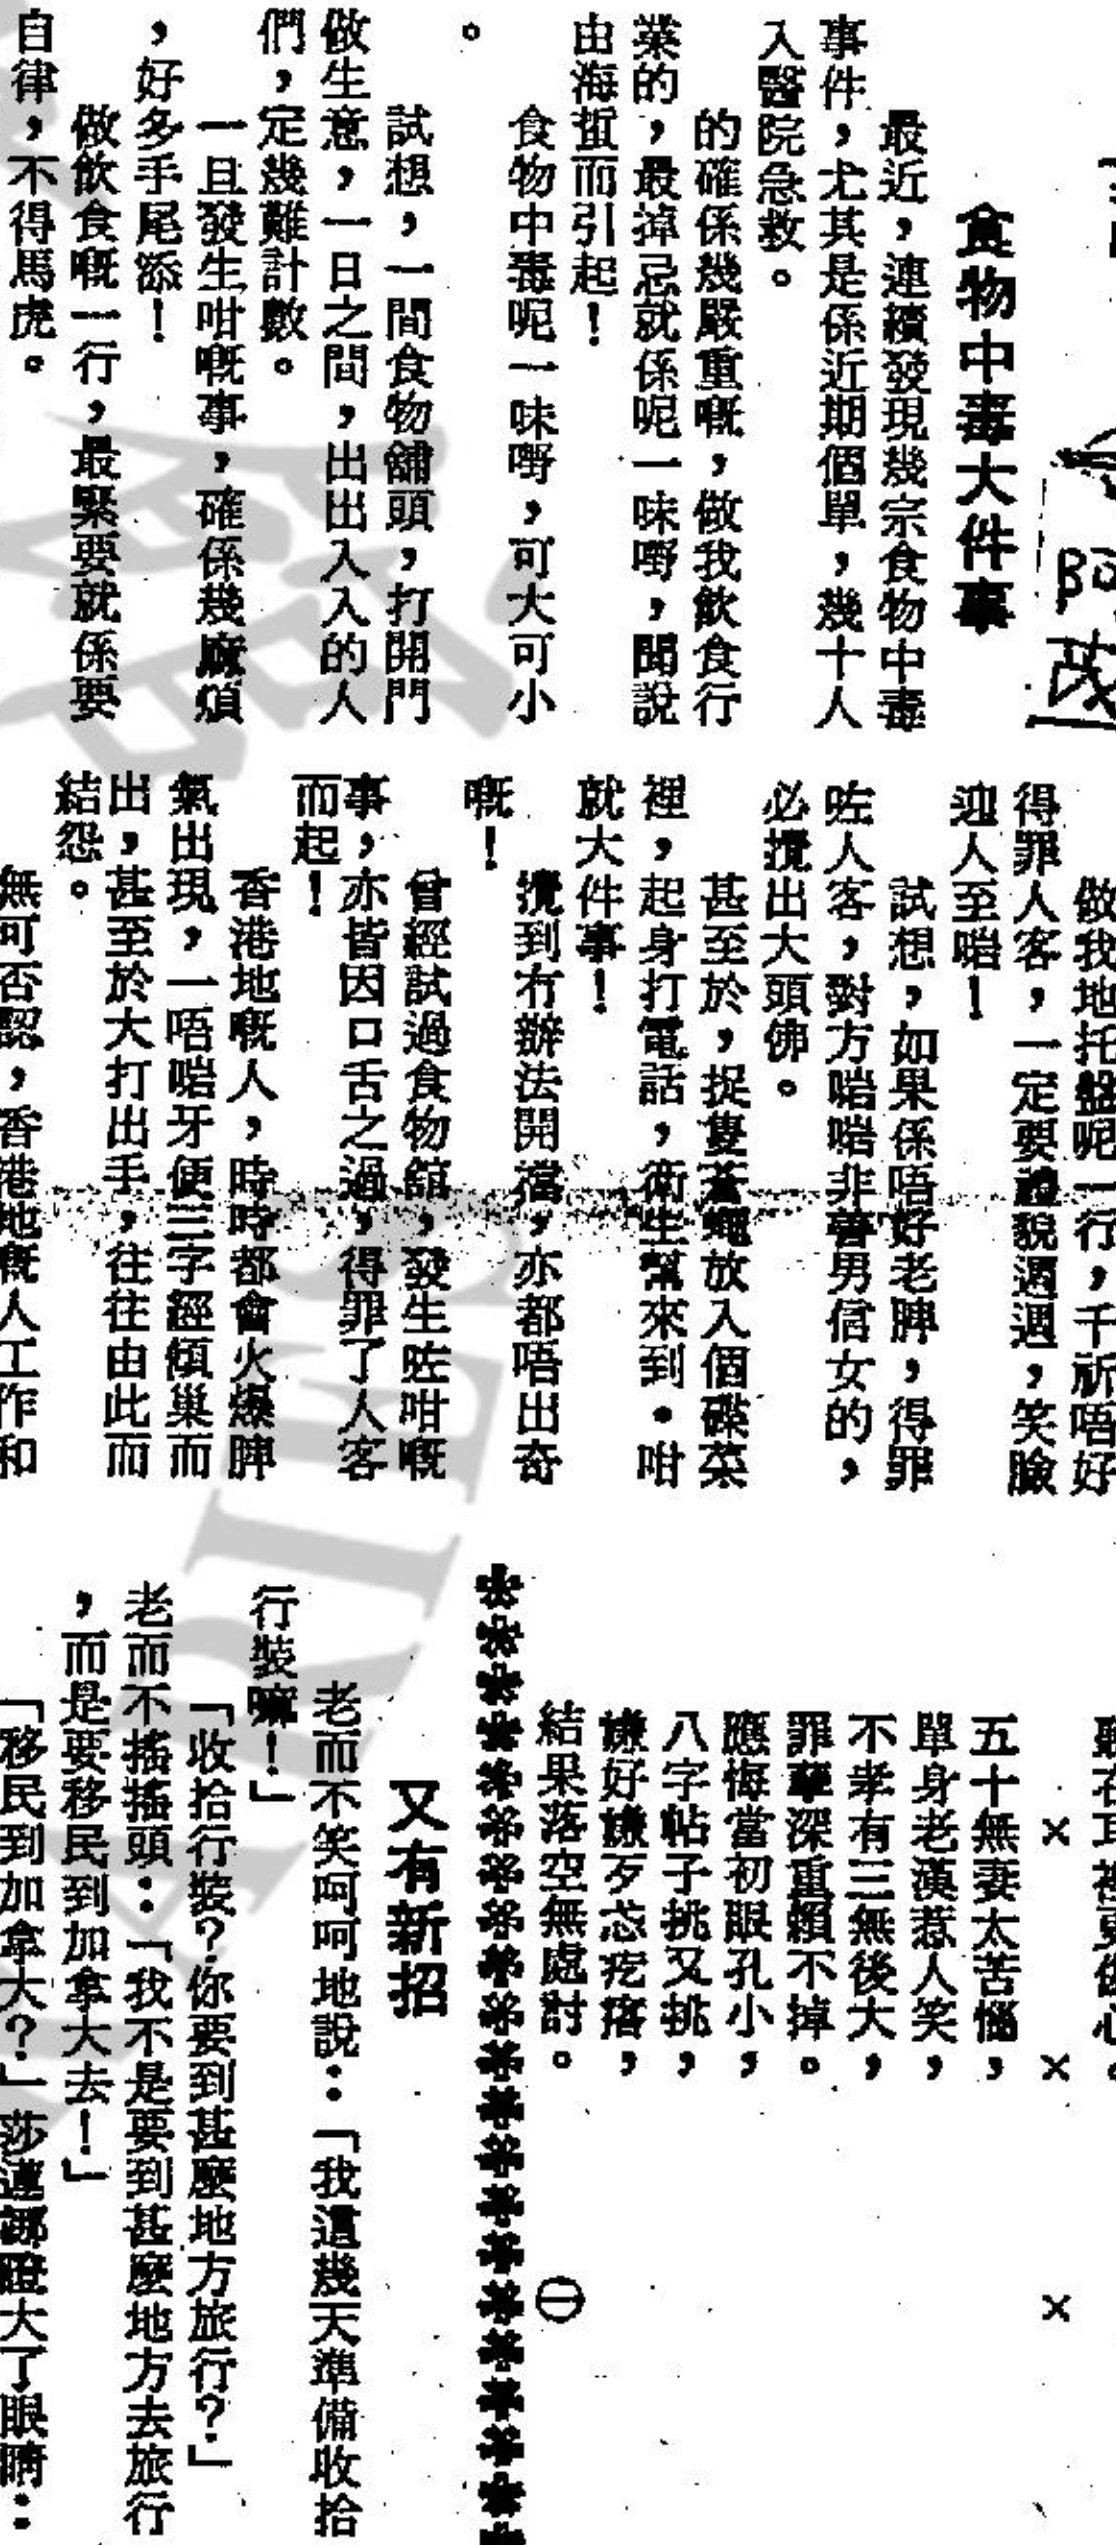 阿茂
食物中毒大件事
最近，連續發現幾宗食物中毒
事件，尤其是係近期個單，幾十人
入醫院急救。
的確係幾嚴重嘅，做我飲食行
業的，最掉忌就係呢一味嘢，聞說
由海蜇而引起！
食物中毒呢一味嘢，可大可小
。
試想，一間食物舖頭，打開門
做生意，一日之間，出出入入的人
們，定幾難計數。
一旦發生咁嘅事，確係幾廢煩
，好多手尾添！
做飲食嘅一行，最緊要就係要
自律，不得馬虎。
做我地托盤呢一行，千祈唔好
得罪人客，一定要禮貌週週，笑臉
迎人至啱！
試想，如果係唔好老脾，得罪
咗人客，對方啱啱非善男信女的，
必攪出大頭佛。
甚至於，捉隻蒼蠅放入個碟菜
裡，起身打電話，衛生幫來到．咁
就大件事！
攪到冇辦法開檔，亦都唔出奇
嘅！
曾經試過食物館，發生咗咁嘅
事，亦皆因口舌之過，得罪了人客
而起！
香港地嘅人，時時都會火爆脾
氣出現，一唔啱牙便三字經傾巢而
出，甚至於大打出手，往往由此而
結怨。
無可否認，香港地嘅人工作和
五十無妻太苦惱，
單身老漢惹人笑，
不孝有三無後大，
罪孽深重賴不掉。
應悔當初眼孔小，
八字帖子挑又挑，
嫌好嫌歹忒疙瘩，
結果落空無處討。
㊀
又有新招
老而不笑呵呵地說：「我這幾天準備收拾
行裝嘛！」
「收拾行裝？你要到甚麼地方旅行？」
老而不搖搖頭：「我不是要到甚麼地方去旅行
，而是要移民到加拿大去！」
「移民到加拿大？」莎連娜瞪大了眼睛：